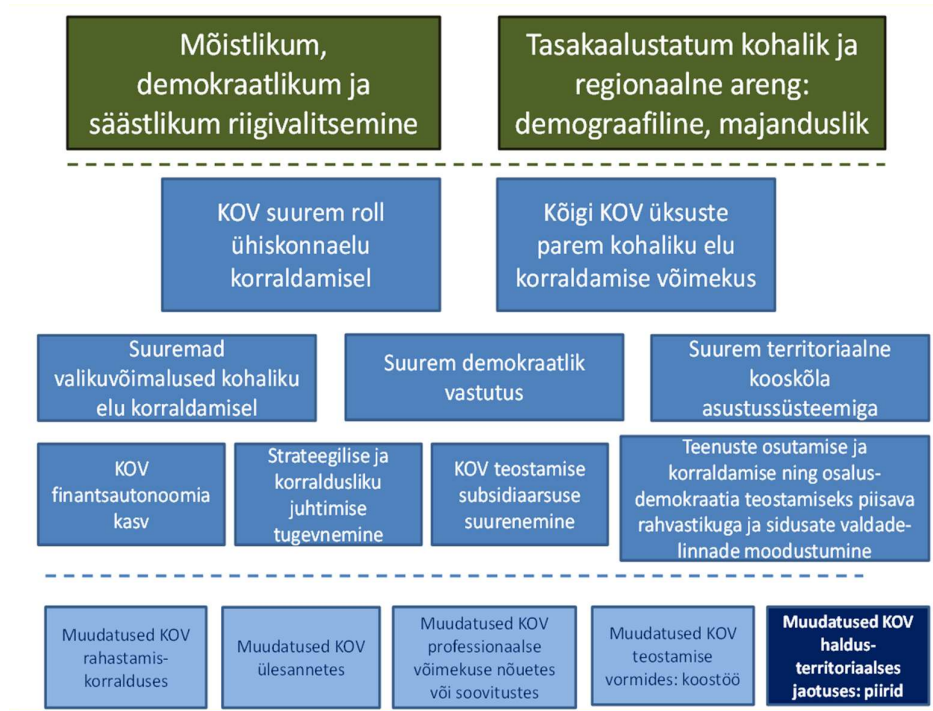 Mõistlikum,
demokraatlikum ja
säästlikum riigivalitsemine
Tasakaalustatum kohalik ja
regionaalne areng:
demograafiline, majanduslik
KOV suurem roll
ühiskonnaelu
korraldamisel
Kõigi KOV üksuste
parem kohaliku elu
korraldamise võimekus
Suuremad
valikuvõimalused kohaliku
elu korraldamisel
Suurem demokraatlik
vastutus
Suurem territoriaalne
kooskõla
asustussüsteemiga
KOV
finantsautonoomia
kasv
Strateegilise ja
korraldusliku
juhtimise
tugevnemine
KOV teostamise
subsidiaarsuse
suurenemine
Teenuste osutamise ja
korraldamise ning osalus-
demokraatia teostamiseks piisava
rahvastikuga ja sidusate valdade-
linnade moodustumine
Muudatused KOV
rahastamis-
korralduses
Muudatused KOV
ülesannetes
Muudatused KOV
professionaalse
võimekuse nõuetes
või soovitustes
Muudatused KOV
teostamise
vormides: koostöö
Muudatused KOV
haldus-
territoriaalses
jaotuses: piirid